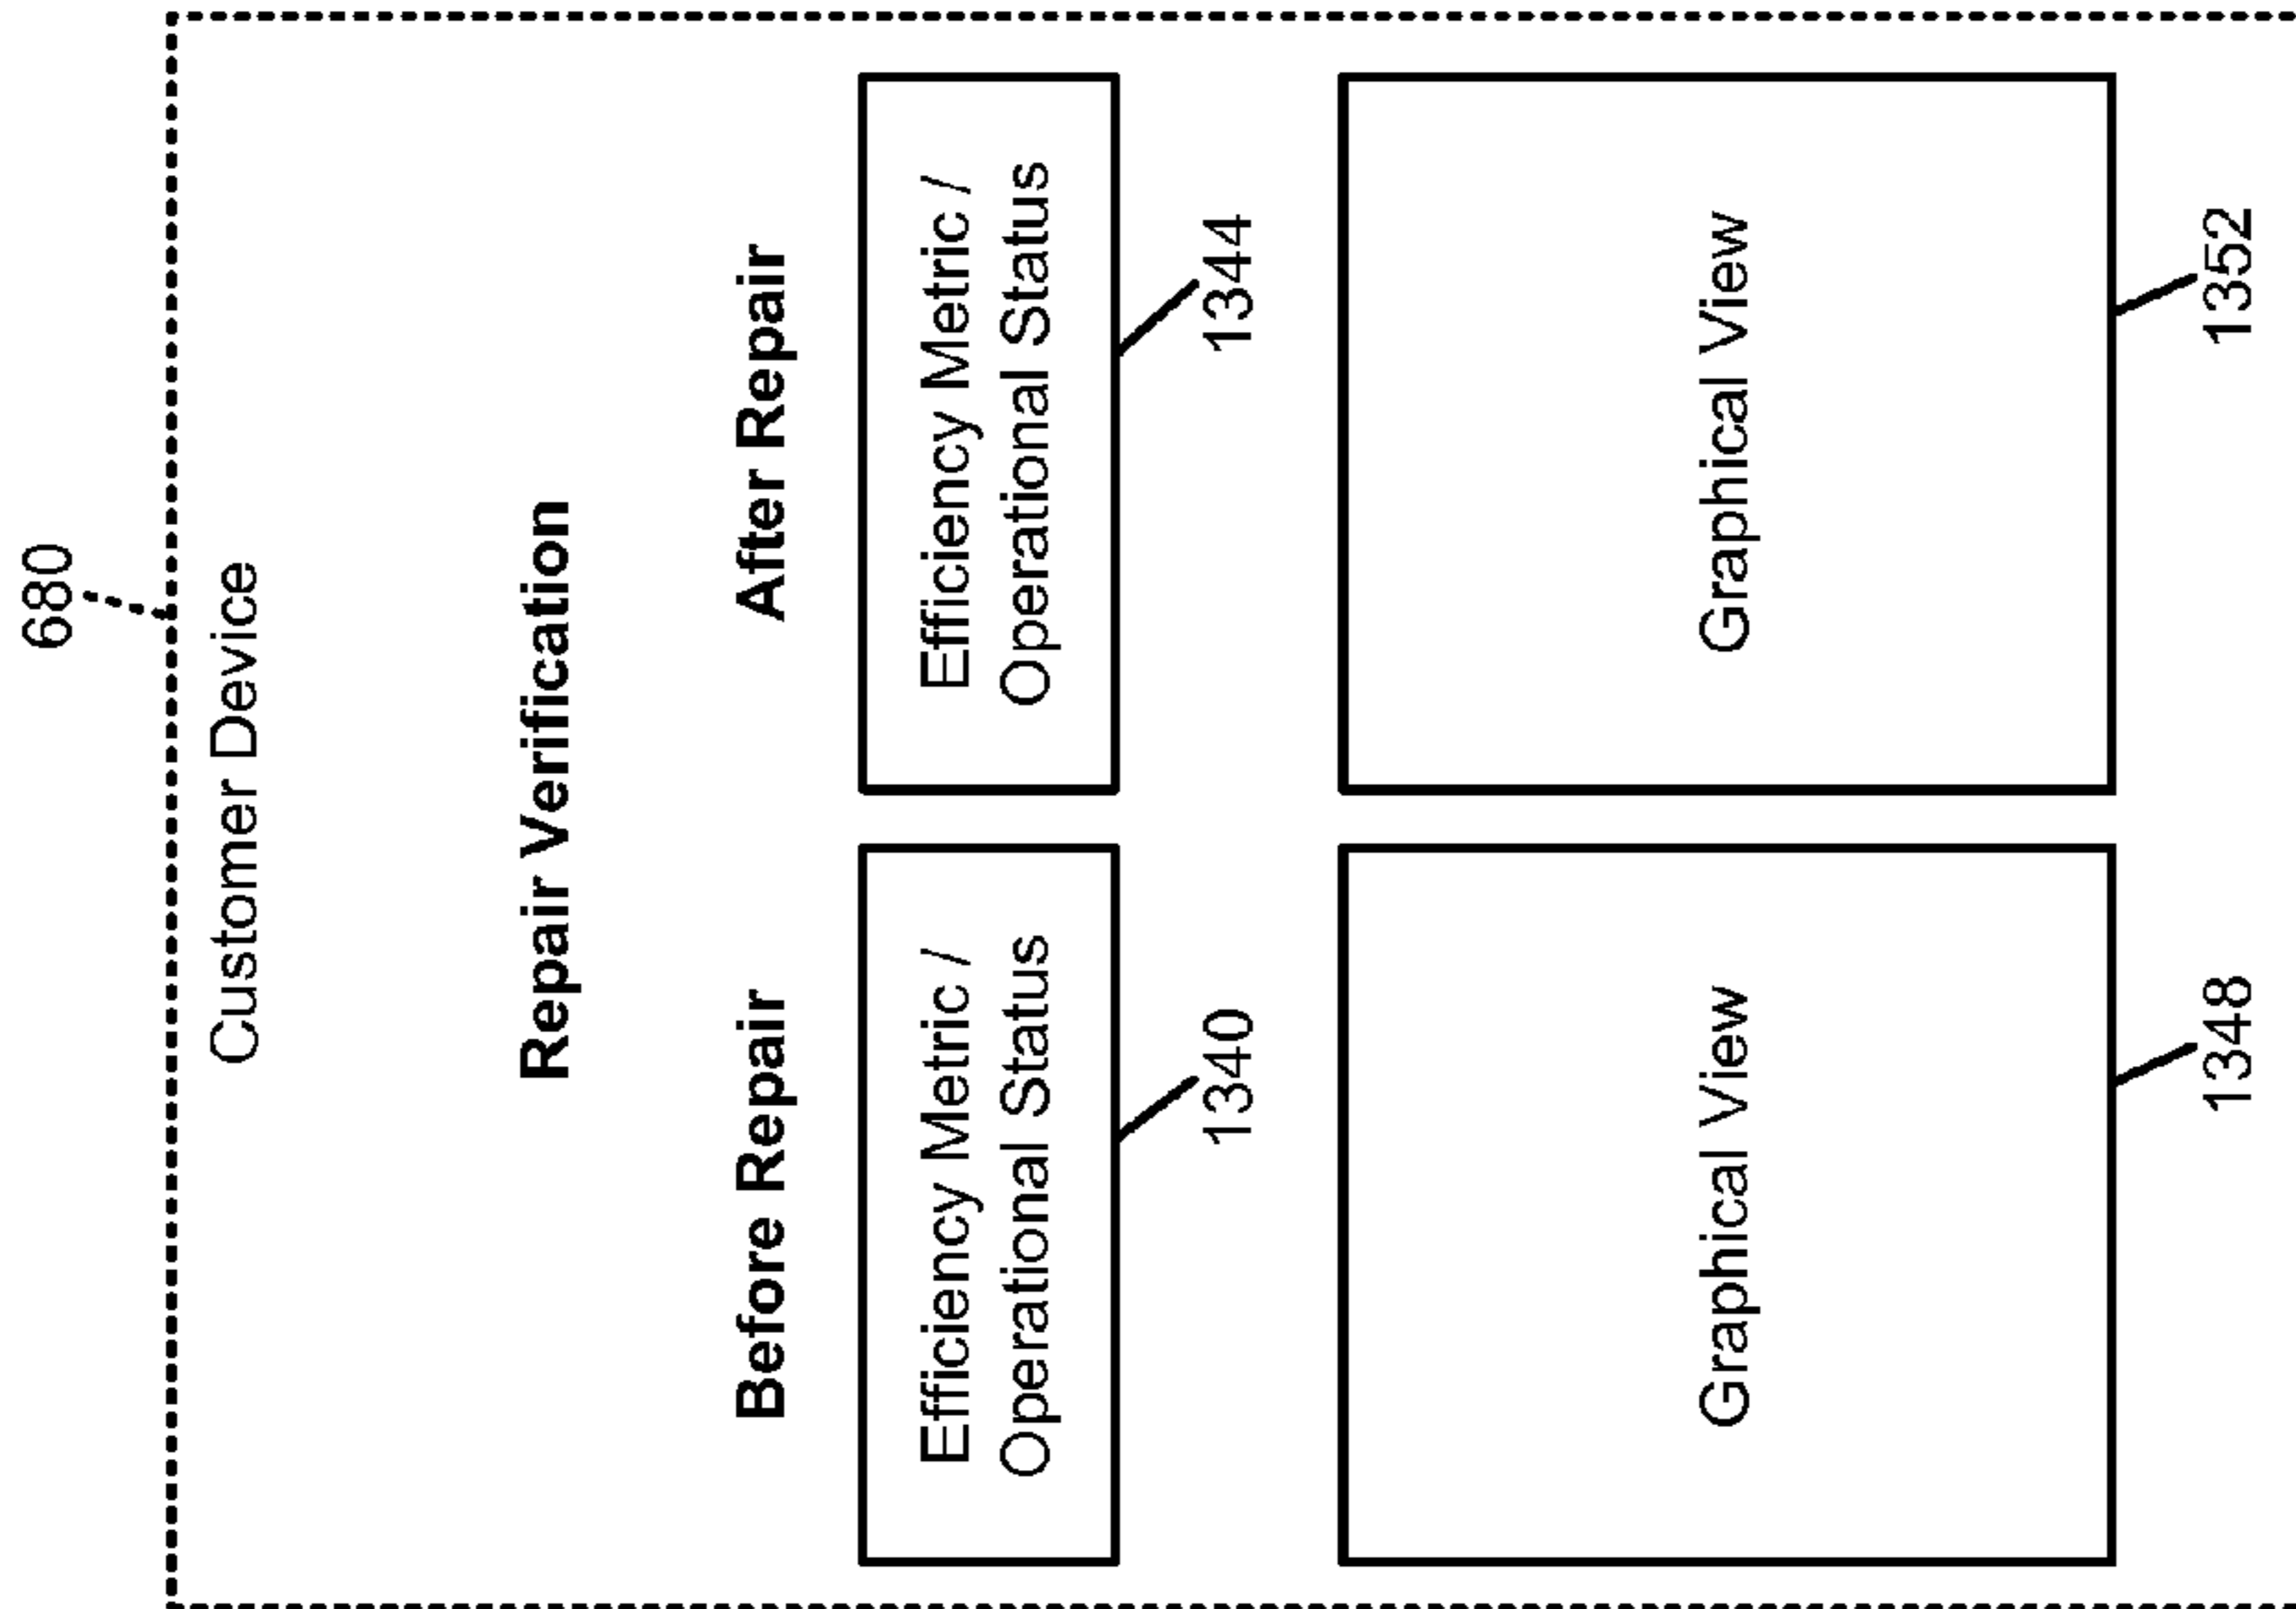 680
Customer Device
Repair Verification
Before Repair
After Repair
Efficiency Metric /
Operational Status
1340
Efficiency Metric /
Operational Status
1344
Graphical View
1348
Graphical View
1352